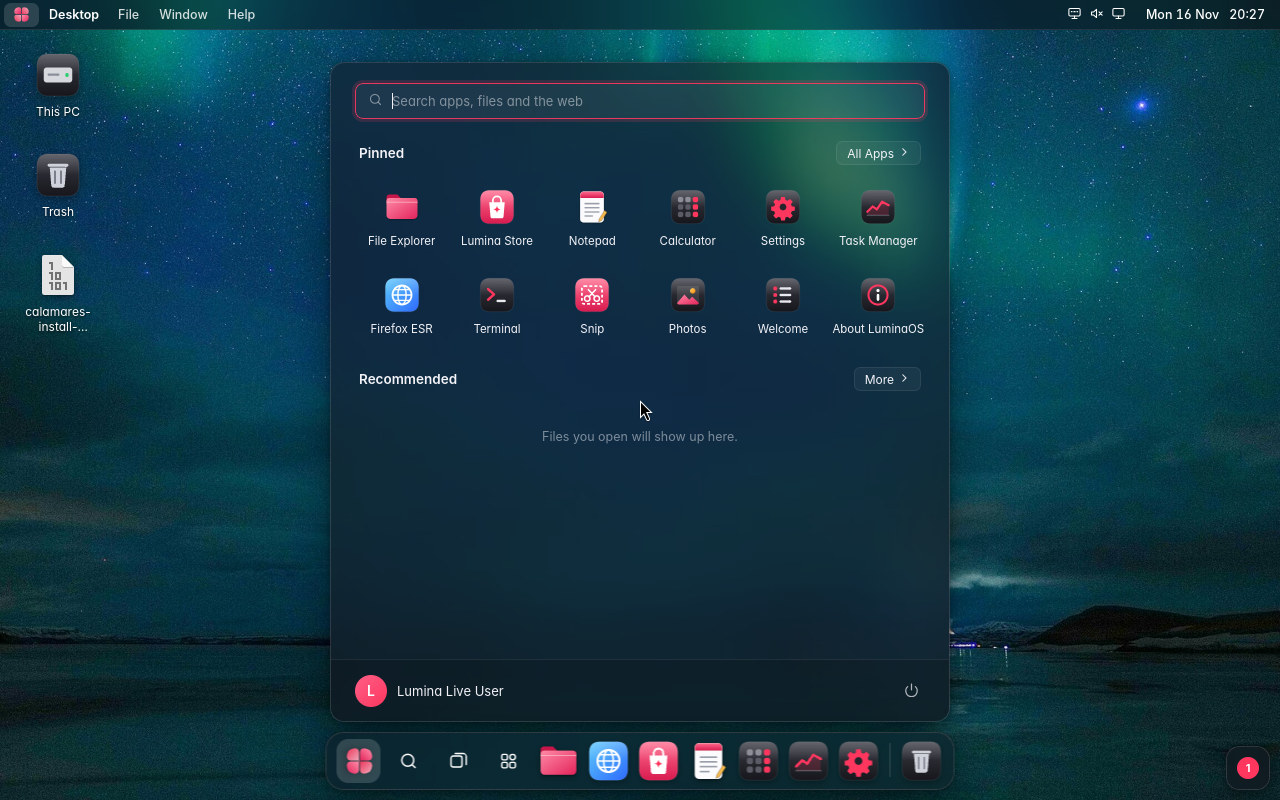 Desktop File Window Help
Mon 16 Nov 20:27
This PC
Trash
calamares-
install-...
Search apps, files and the web
Pinned
All Apps
File Explorer
Lumina Store
Notepad
Calculator
Settings
Task Manager
Firefox ESR
Terminal
Snip
Photos
Welcome
About LuminaOS
Recommended
More
Files you open will show up here.
L
Lumina Live User
1